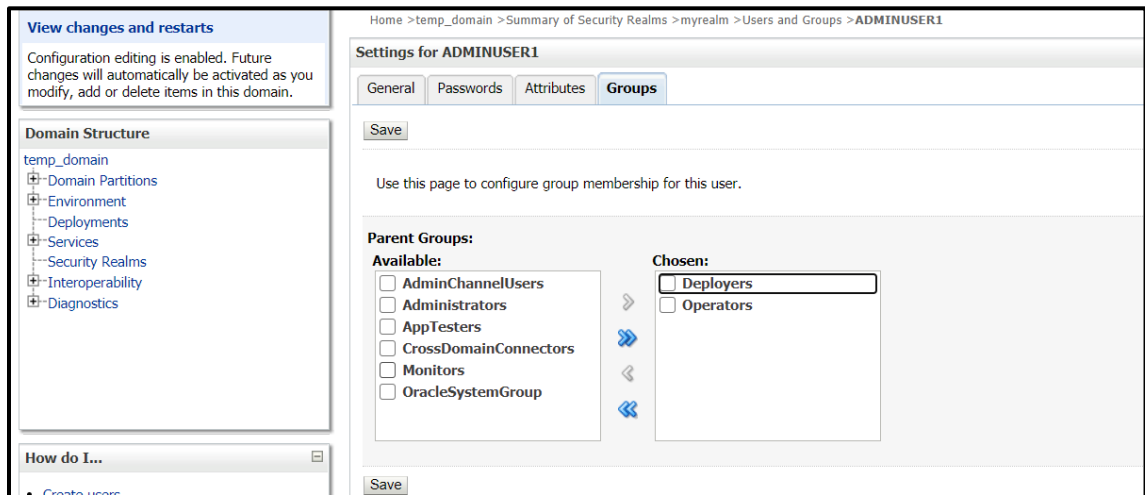 View changes and restarts
Configuration editing is enabled. Future
changes will automatically be activated as you
modify, add or delete items in this domain.
Domain Structure
temp_domain
Domain Partitions
Environment
Deployments
Services
Security Realms
Interoperability
Diagnostics
How do I...
Create users
Home >temp_domain >Summary of Security Realms >myrealm >Users and Groups >ADMINUSER1
Settings for ADMINUSER1
General Passwords Attributes Groups
Save
Use this page to configure group membership for this user.
Parent Groups:
Available:
AdminChannelUsers
Administrators
AppTesters
CrossDomainConnectors
Monitors
OracleSystemGroup
Chosen:
Deployers
Operators
Save